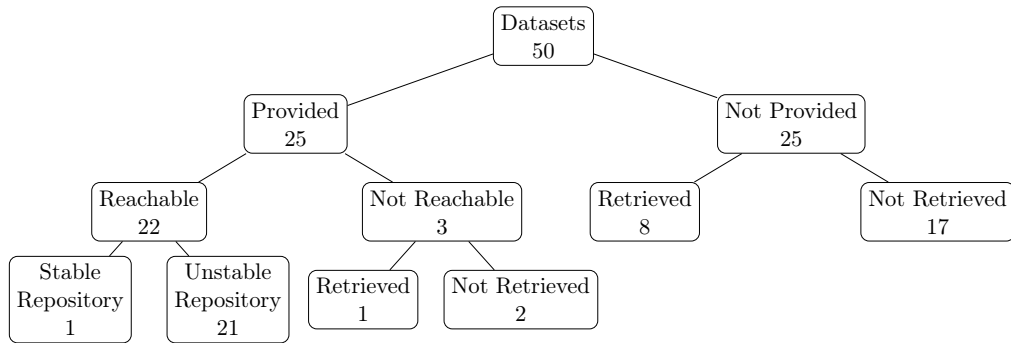 Datasets
50
Provided
25
Not Provided
25
Reachable
22
Not Reachable
3
Retrieved
8
Not Retrieved
17
Stable
Repository
1
Unstable
Repository
21
Retrieved
1
Not Retrieved
2